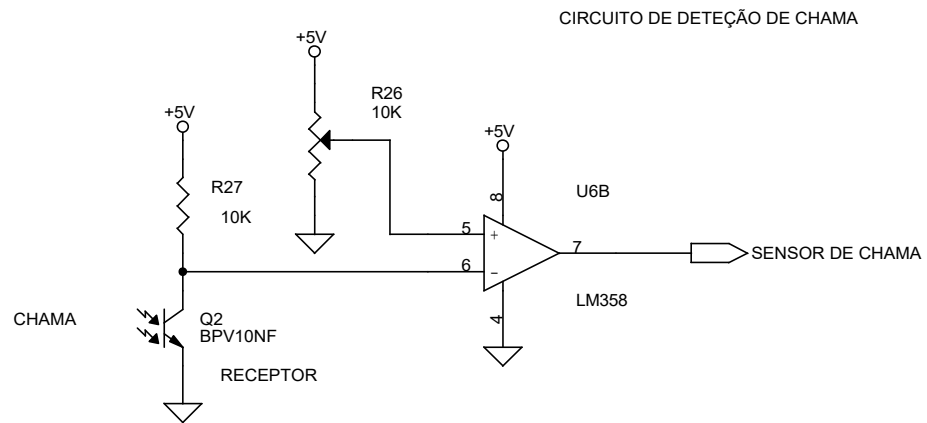 CIRCUITO DE DETEÇÃO DE CHAMA
+5V
R26
10K
+5V
+5V
R27
10K
8
U6B
5
+
7
SENSOR DE CHAMA
6
-
LM358
4
CHAMA
Q2
BPV10NF
RECEPTOR